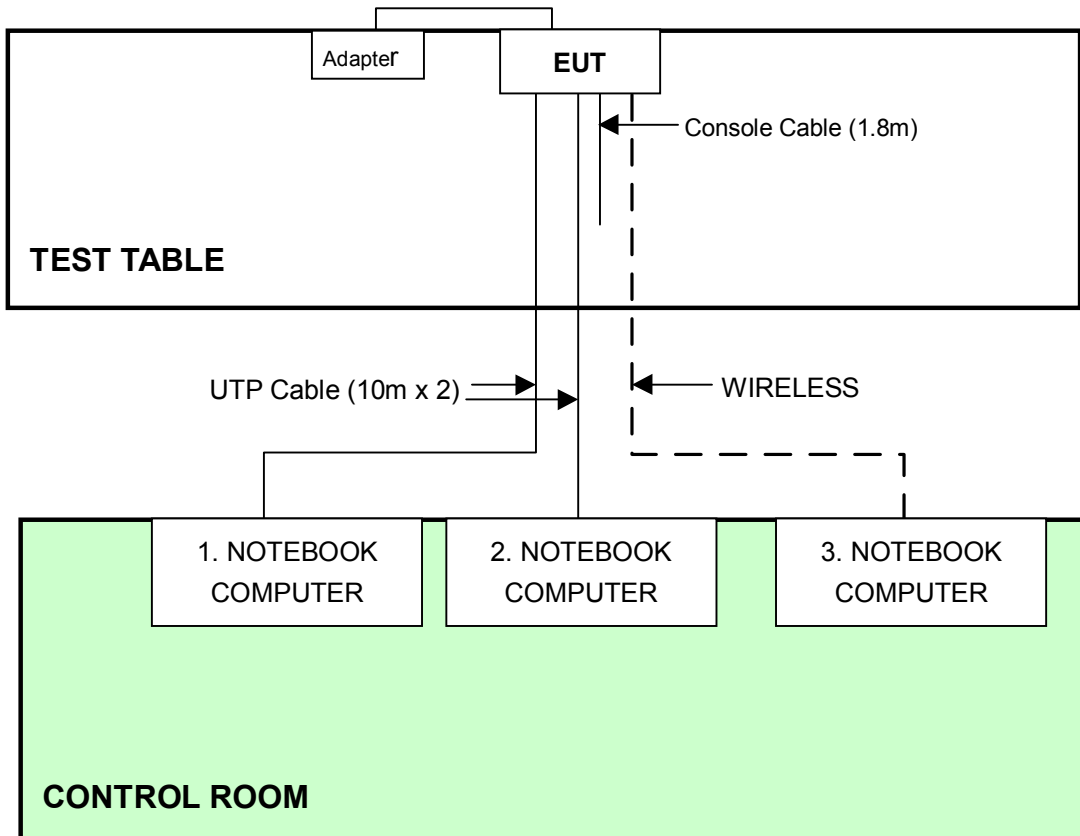 Adapter
EUT
Console Cable (1.8m)
TEST TABLE
UTP Cable (10m x 2)
WIRELESS
1. NOTEBOOK
COMPUTER
2. NOTEBOOK
COMPUTER
3. NOTEBOOK
COMPUTER
CONTROL ROOM